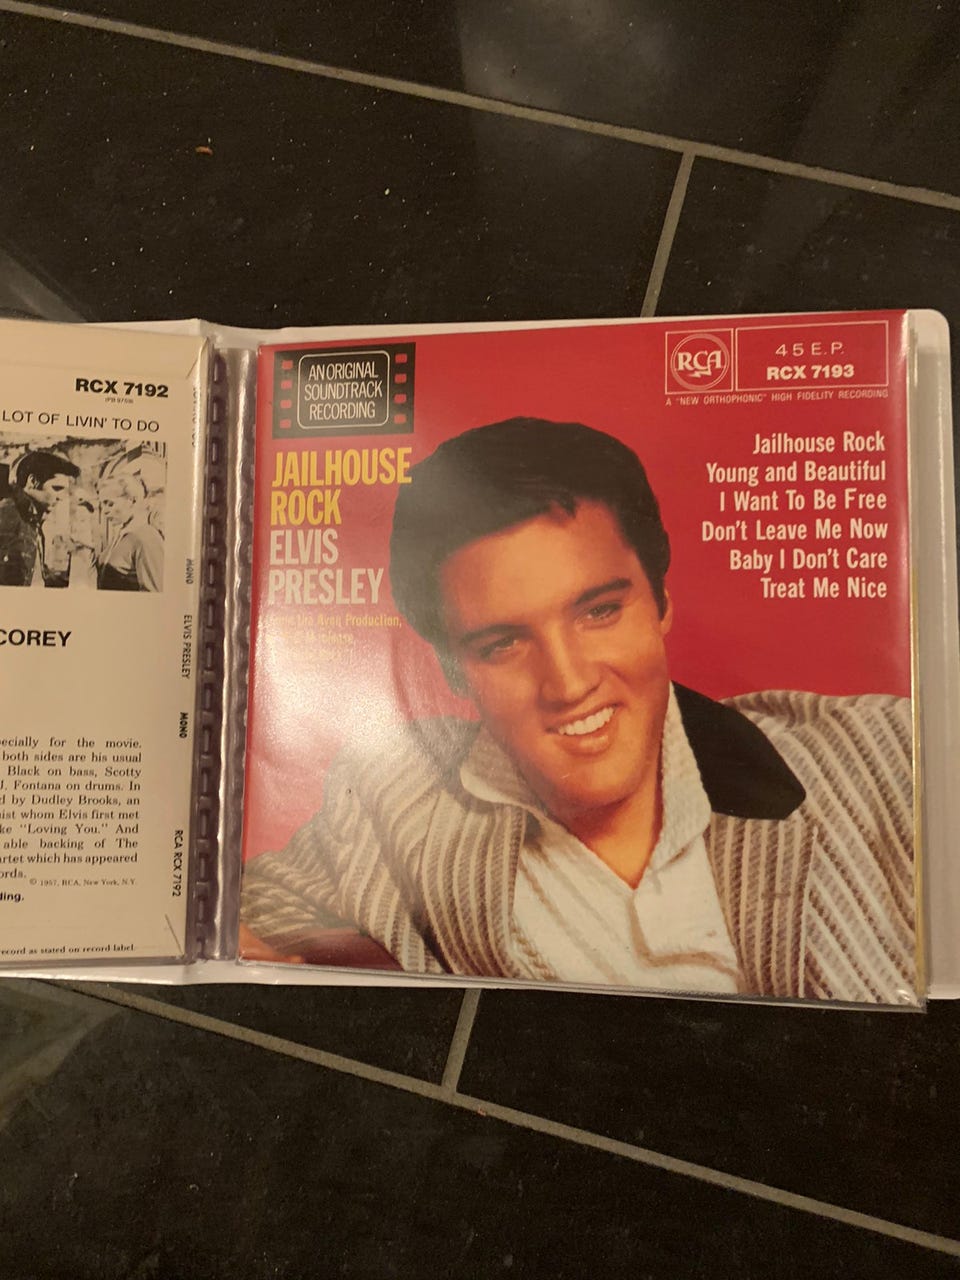 RCX 7192
LOT OF LIVIN' TO DO
COREY
ecially for the movie.
both sides are his usual
Black on bass, Scotty
J. Fontana on drums. In
d by Dudley Brooks, an
ist whom Elvis first met
ke "Loving You." And
able backing of The
rtet which has appeared
ords.
© 1957, RCA, New York, N.Y.
ding.
record as stated on record label.
MONO
ELVIS PRESLEY
MONO
RCA RCX 7192
AN ORIGINAL
SOUNDTRACK
RECORDING
JAILHOUSE
ROCK
ELVIS
PRESLEY
Avon Production,
RCA
45 E.P.
RCX 7193
A "NEW ORTHOPHONIC" HIGH FIDELITY RECORDING
Jailhouse Rock
Young and Beautiful
I Want To Be Free
Don't Leave Me Now
Baby I Don't Care
Treat Me Nice